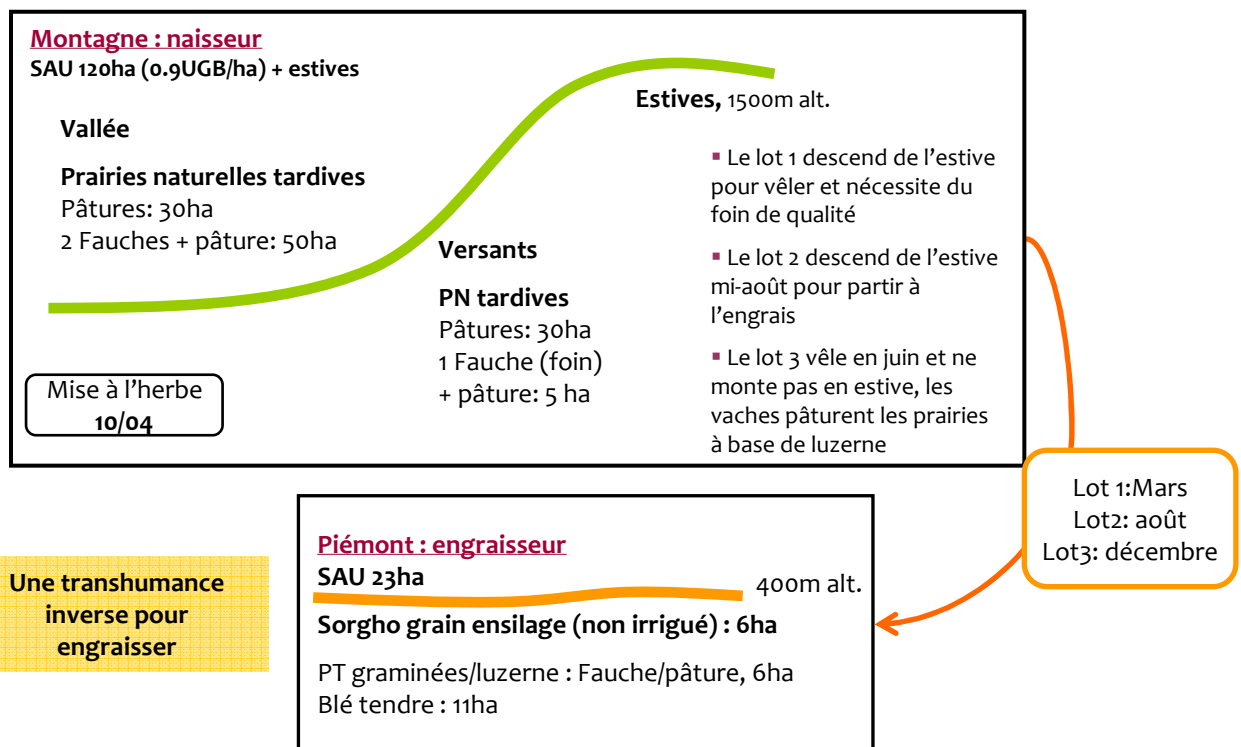 Montagne : naisseur
SAU 120ha (0.9UGB/ha) + estives
Vallée
Prairies naturelles tardives
Pâtures: 30ha
2 Fauches + pâture: 50ha
Mise à l’herbe
10/04
Versants
PN tardives
Pâtures: 30ha
1 Fauche (foin)
+ pâture: 5 ha
Estives, 1500m alt.
▪ Le lot 1 descend de l’estive
pour vêler et nécessite du
foin de qualité
▪ Le lot 2 descend de l’estive
mi-août pour partir à
l’engrais
▪ Le lot 3 vêle en juin et ne
monte pas en estive, les
vaches pâturent les prairies
à base de luzerne
Lot 1:Mars
Lot2: août
Lot3: décembre
Une transhumance
inverse pour
engraisser
Piémont : engraisseur
SAU 23ha
400m alt.
Sorgho grain ensilage (non irrigué) : 6ha
PT graminées/luzerne : Fauche/pâture, 6ha
Blé tendre : 11ha